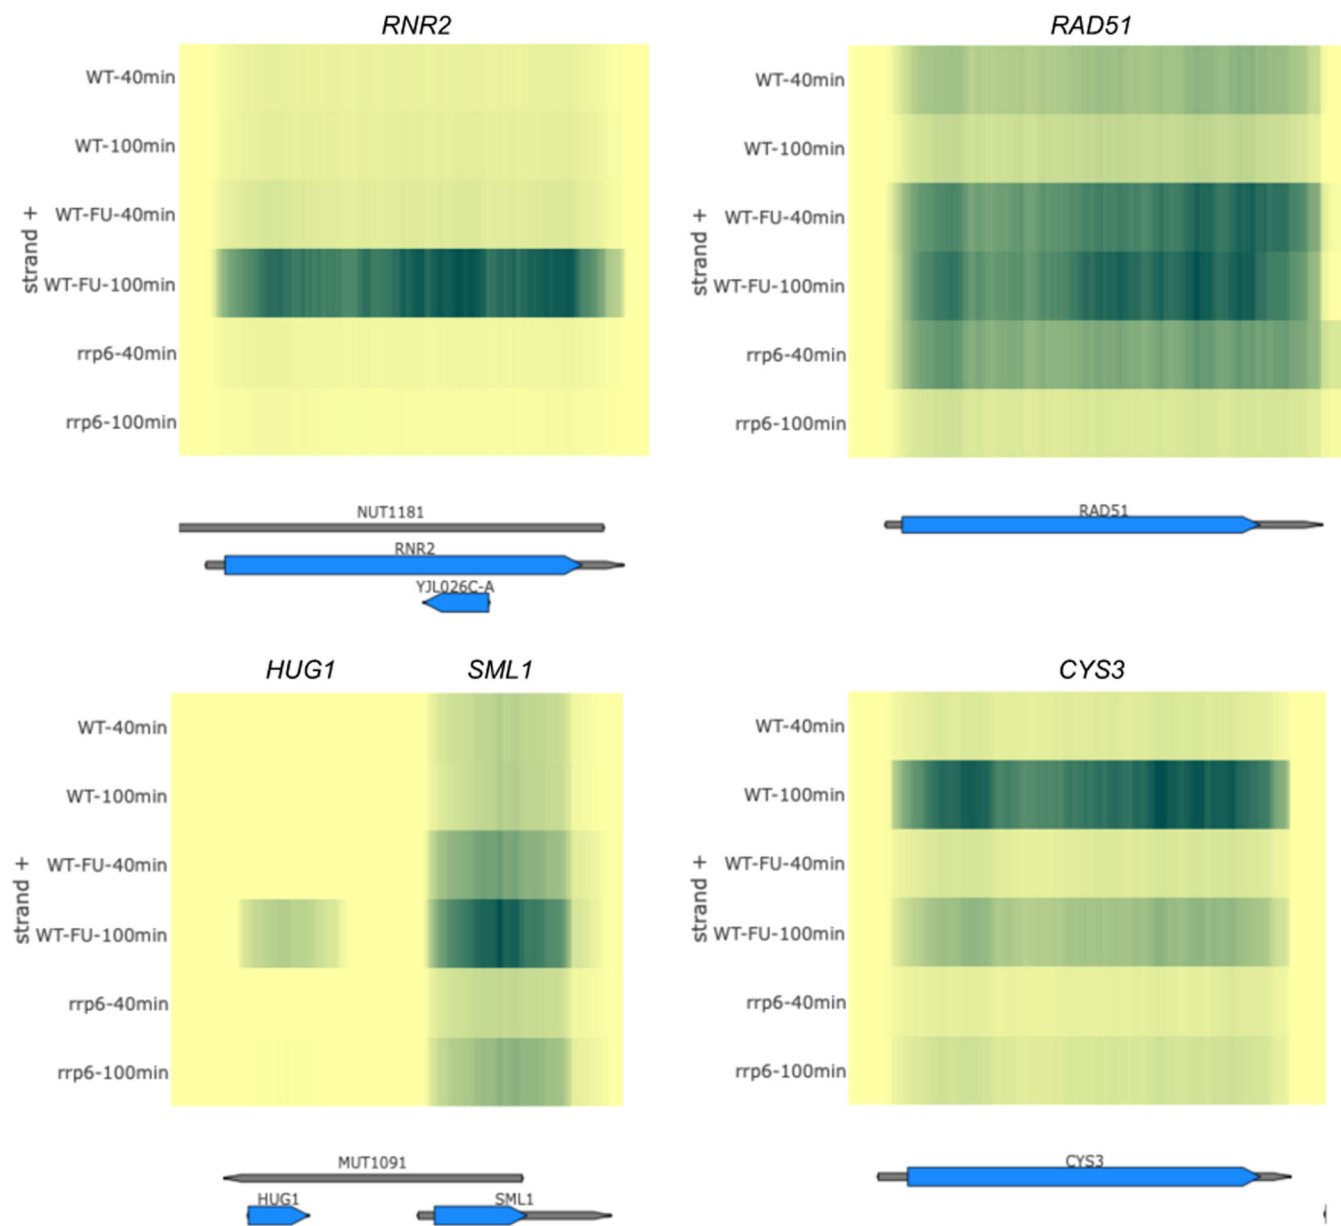 RNR2
WT-40min
WT-100min
WT-FU-40min
WT-FU-100min
rrp6-40min
rrp6-100min
strand +
NUT1181
RNR2
YJL026C-A
RAD51
WT-40min
WT-100min
WT-FU-40min
WT-FU-100min
rrp6-40min
rrp6-100min
strand +
RAD51
HUG1 SML1
WT-40min
WT-100min
WT-FU-40min
WT-FU-100min
rrp6-40min
rrp6-100min
strand +
MUT1091
HUG1 SML1
CYS3
WT-40min
WT-100min
WT-FU-40min
WT-FU-100min
rrp6-40min
rrp6-100min
strand +
CYS3